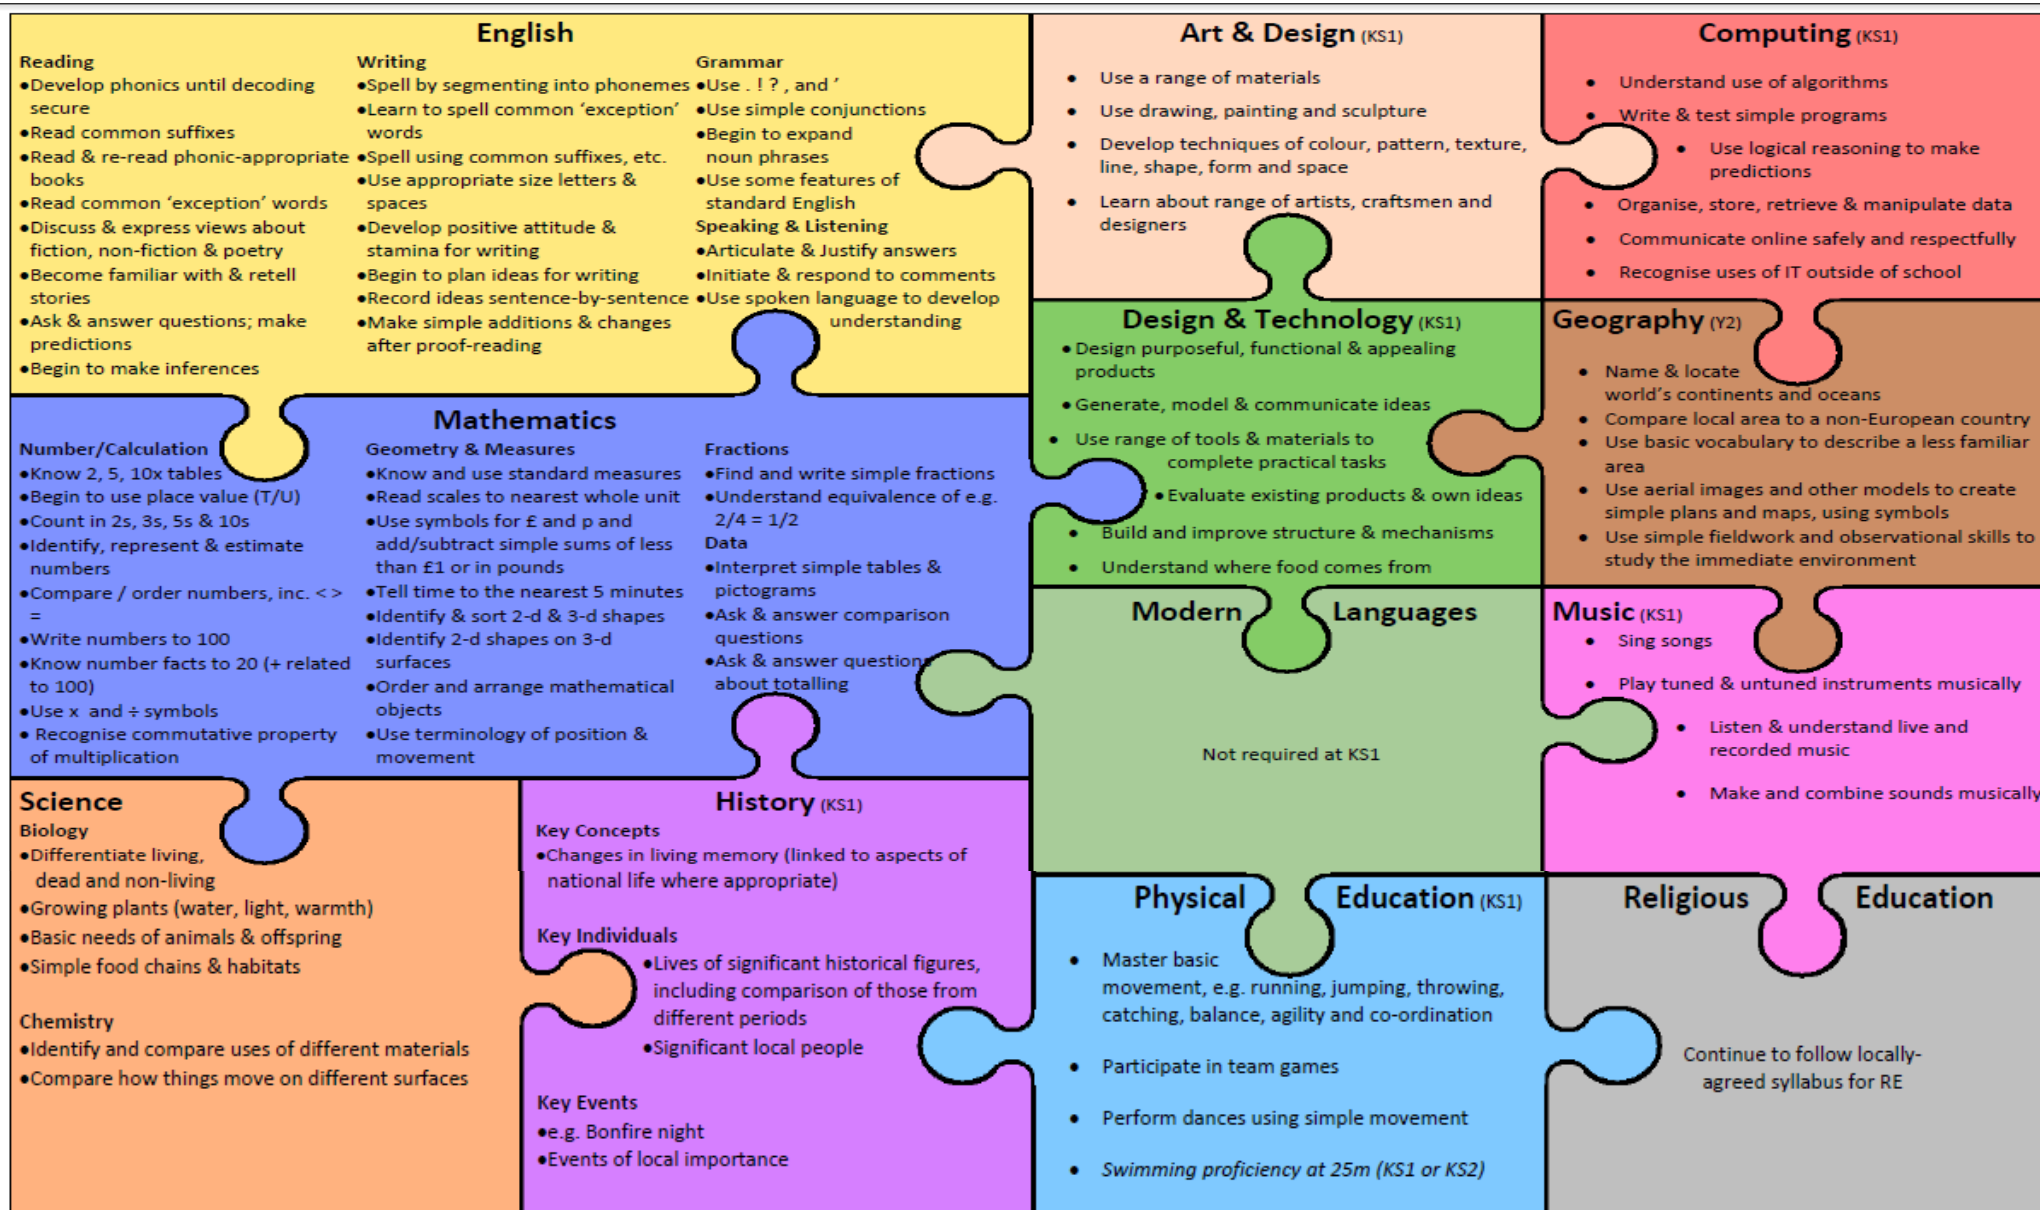 English
Reading
•Develop phonics until decoding
secure
•Read common suffixes
•Read & re-read phonic-appropriate
books
•Read common ‘exception’ words
•Discuss & express views about
fiction, non-fiction & poetry
•Become familiar with & retell
stories
•Ask & answer questions; make
predictions
•Begin to make inferences
Writing
•Spell by segmenting into phonemes
•Learn to spell common ‘exception’
words
•Spell using common suffixes, etc.
•Use appropriate size letters &
spaces
•Develop positive attitude &
stamina for writing
•Begin to plan ideas for writing
•Record ideas sentence-by-sentence
•Make simple additions & changes
after proof-reading
Grammar
•Use . ! ? , and ’
•Use simple conjunctions
•Begin to expand
noun phrases
•Use some features of
standard English
Speaking & Listening
•Articulate & Justify answers
•Initiate & respond to comments
•Use spoken language to develop
understanding
Art & Design (KS1)
• Use a range of materials
• Use drawing, painting and sculpture
• Develop techniques of colour, pattern, texture,
line, shape, form and space
• Learn about range of artists, craftsmen and
designers
Computing (KS1)
• Understand use of algorithms
• Write & test simple programs
• Use logical reasoning to make
predictions
• Organise, store, retrieve & manipulate data
• Communicate online safely and respectfully
• Recognise uses of IT outside of school
Mathematics
Number/Calculation
•Know 2, 5, 10x tables
•Begin to use place value (T/U)
•Count in 2s, 3s, 5s & 10s
•Identify, represent & estimate
numbers
•Compare / order numbers, inc. < >
=
•Write numbers to 100
•Know number facts to 20 (+ related
to 100)
•Use x and ÷ symbols
• Recognise commutative property
of multiplication
Geometry & Measures
•Know and use standard measures
•Read scales to nearest whole unit
•Use symbols for £ and p and
add/subtract simple sums of less
than £1 or in pounds
•Tell time to the nearest 5 minutes
•Identify & sort 2-d & 3-d shapes
•Identify 2-d shapes on 3-d
surfaces
•Order and arrange mathematical
objects
•Use terminology of position &
movement
Fractions
•Find and write simple fractions
•Understand equivalence of e.g.
2/4 = 1/2
Data
•Interpret simple tables &
pictograms
•Ask & answer comparison
questions
•Ask & answer question
about totalling
Design & Technology (KS1)
• Design purposeful, functional & appealing
products
• Generate, model & communicate ideas
• Use range of tools & materials to
complete practical tasks
• Evaluate existing products & own ideas
• Build and improve structure & mechanisms
• Understand where food comes from
Geography (Y2)
• Name & locate
world’s continents and oceans
• Compare local area to a non-European country
• Use basic vocabulary to describe a less familiar
area
• Use aerial images and other models to create
simple plans and maps, using symbols
• Use simple fieldwork and observational skills to
study the immediate environment
Modern Languages
Not required at KS1
Music (KS1)
• Sing songs
• Play tuned & untuned instruments musically
• Listen & understand live and
recorded music
• Make and combine sounds musically
Science
Biology
•Differentiate living,
dead and non-living
•Growing plants (water, light, warmth)
•Basic needs of animals & offspring
•Simple food chains & habitats
Chemistry
•Identify and compare uses of different materials
•Compare how things move on different surfaces
History (KS1)
Key Concepts
•Changes in living memory (linked to aspects of
national life where appropriate)
Key Individuals
•Lives of significant historical figures,
including comparison of those from
different periods
•Significant local people
Key Events
•e.g. Bonfire night
•Events of local importance
Physical Education (KS1)
• Master basic
movement, e.g. running, jumping, throwing,
catching, balance, agility and co-ordination
• Participate in team games
• Perform dances using simple movement
• Swimming proficiency at 25m (KS1 or KS2)
Religious Education
Continue to follow locally-
agreed syllabus for RE